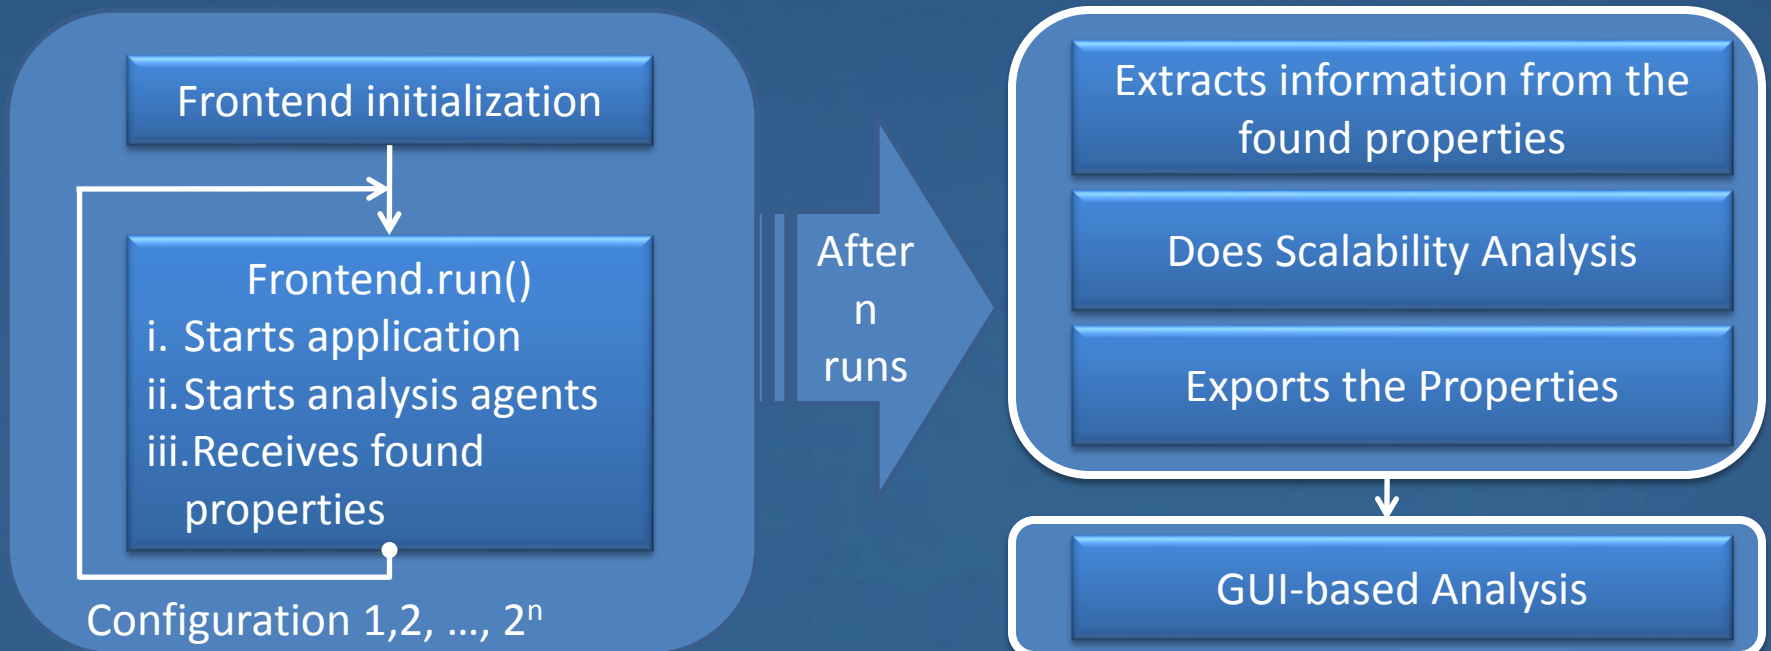 Frontend initialization
Frontend.run()
i. Starts application
ii. Starts analysis agents
iii.Receives found
properties
Configuration 1,2, …, 2ⁿ
After
n
runs
Extracts information from the
found properties
Does Scalability Analysis
Exports the Properties
GUI-based Analysis